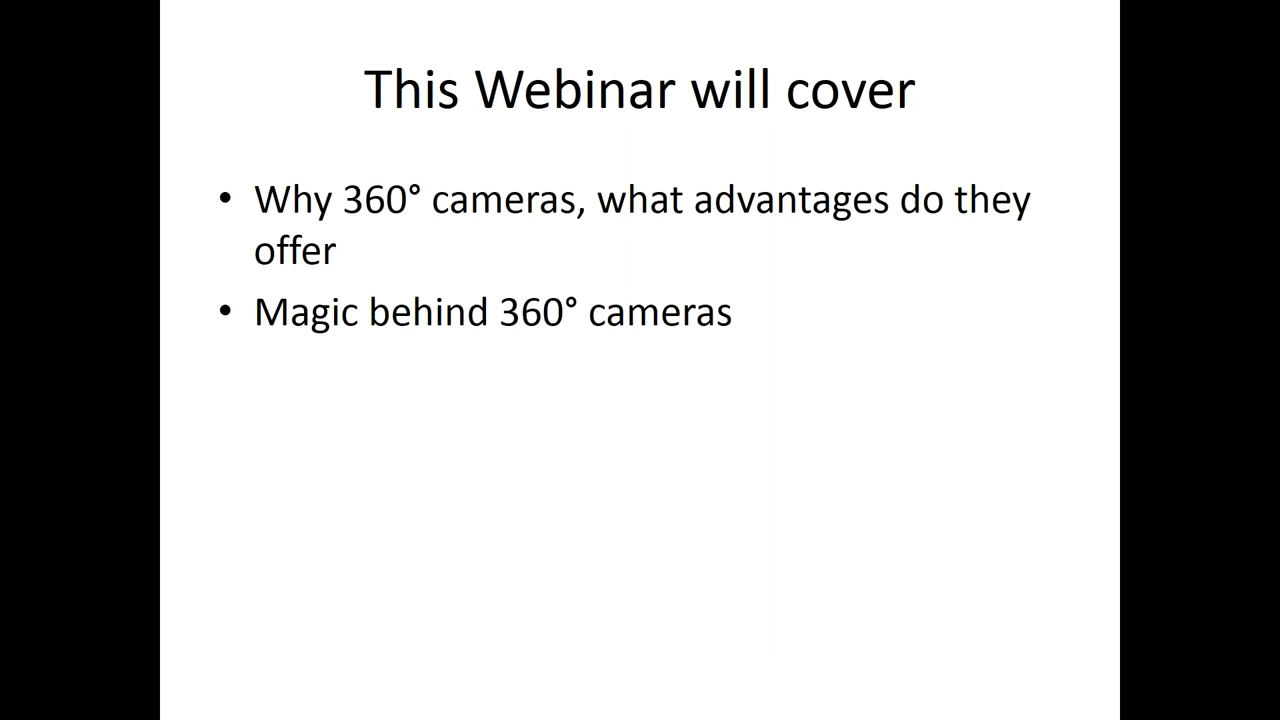 This Webinar will cover
• Why 360° cameras, what advantages do they
offer
• Magic behind 360° cameras